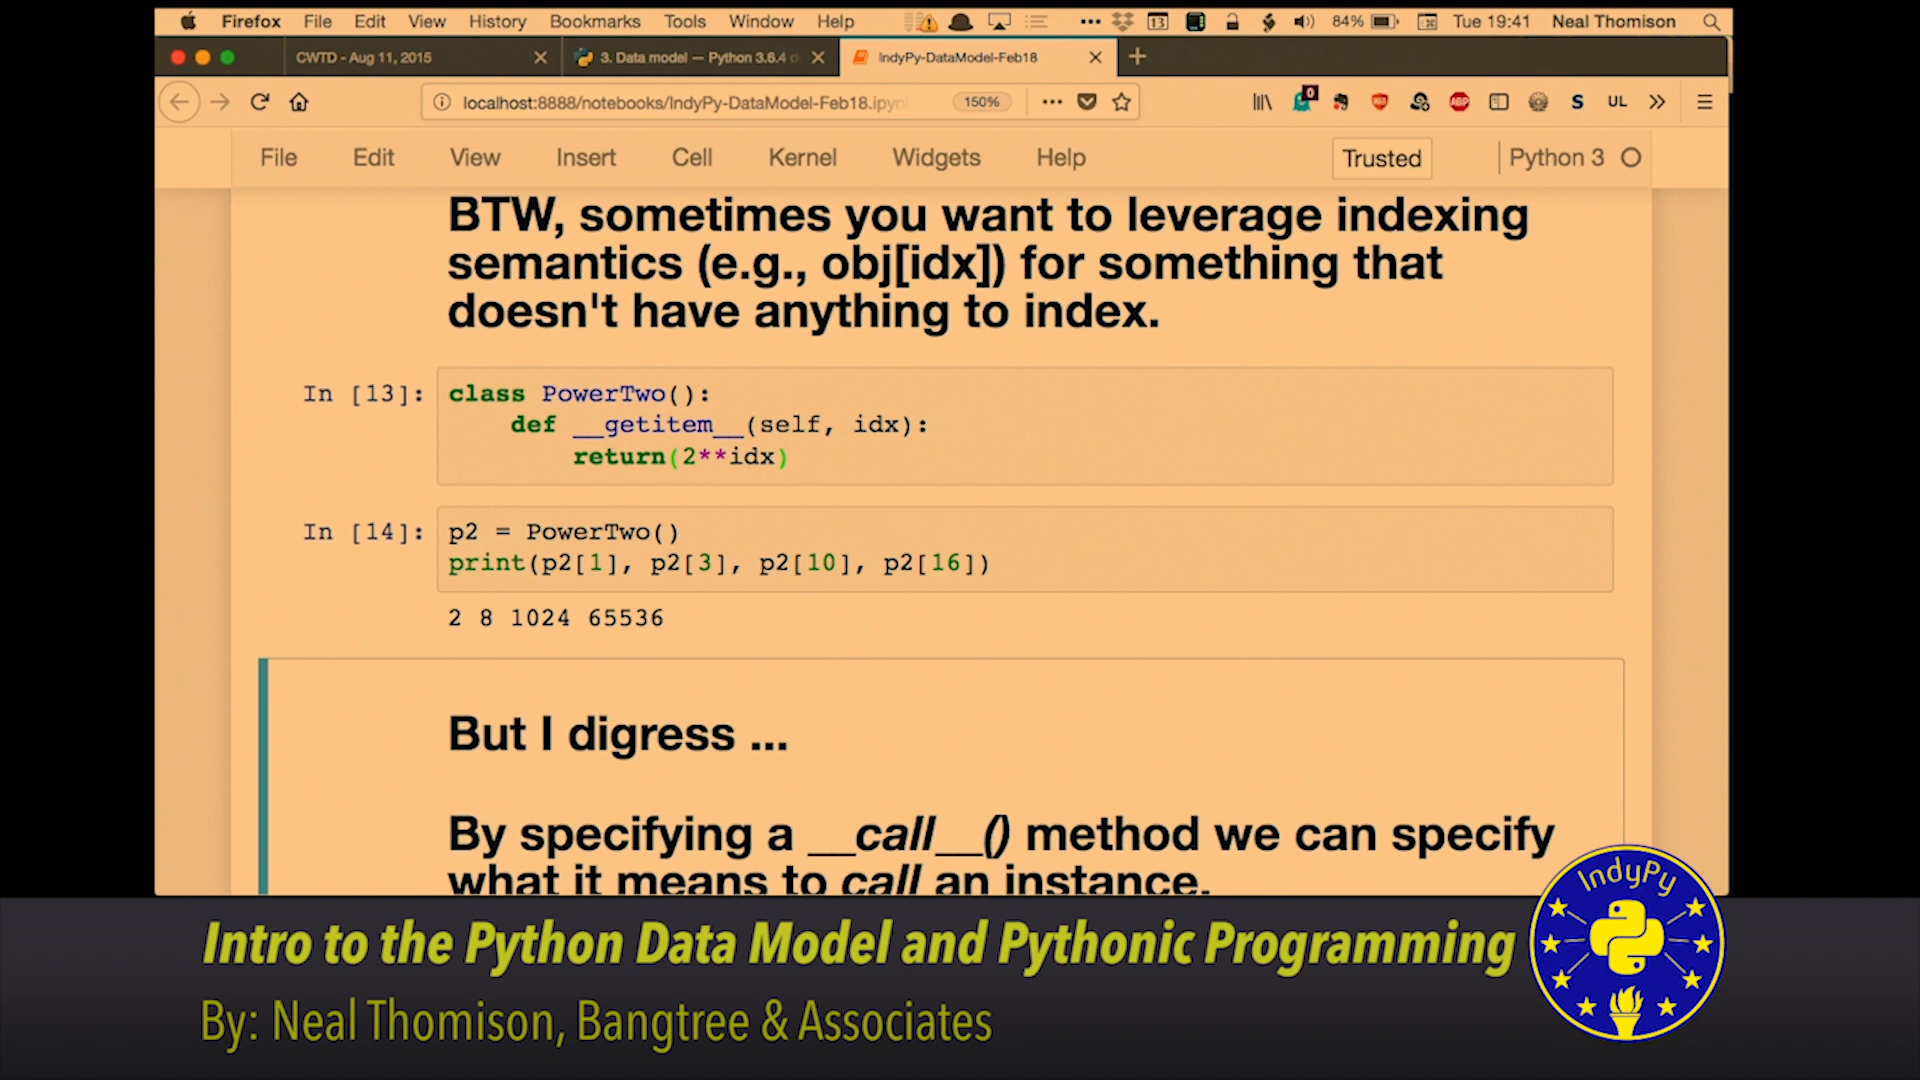 Firefox File Edit View History Bookmarks Tools Window Help 13 84% Tue 19:41 Neal Thomison
CWTD - Aug 11, 2015
3. Data model — Python 3.6.4 d
IndyPy-DataModel-Feb18
localhost:8888/notebooks/IndyPy-DataModel-Feb18.ipyn 150%
0 ABP S UL
File Edit View Insert Cell Kernel Widgets Help Trusted Python 3
BTW, sometimes you want to leverage indexing
semantics (e.g., obj[idx]) for something that
doesn't have anything to index.
In [13]: class PowerTwo():
def __getitem__(self, idx):
return(2**idx)
In [14]: p2 = PowerTwo()
print(p2[1], p2[3], p2[10], p2[16])
2 8 1024 65536
But I digress ...
By specifying a __call__() method we can specify
what it means to call an instance.
Intro to the Python Data Model and Pythonic Programming
By: Neal Thomison, Bangtree & Associates
IndyPy